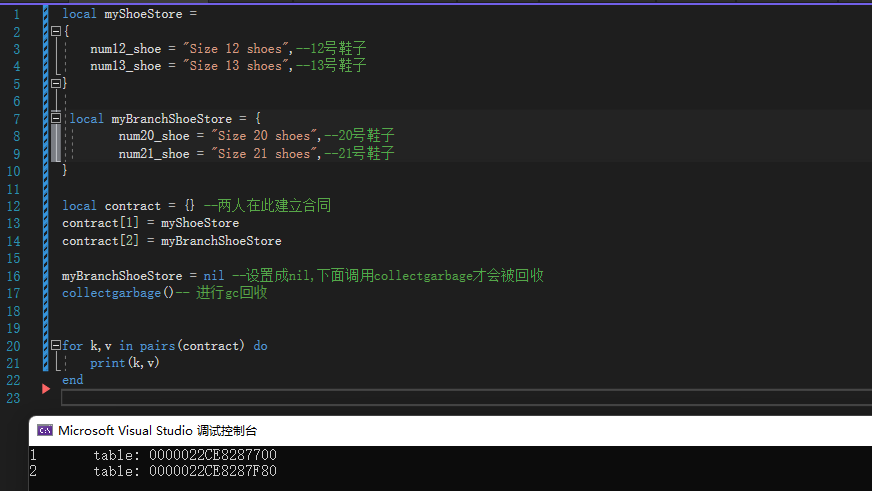 1 local myShoeStore =
2 {
3 num12_shoe = "Size 12 shoes",--12号鞋子
4 num13_shoe = "Size 13 shoes",--13号鞋子
5 }
6
7 local myBranchShoeStore = {
8 num20_shoe = "Size 20 shoes",--20号鞋子
9 num21_shoe = "Size 21 shoes",--21号鞋子
10 }
11
12 local contract = {} --两人在此建立合同
13 contract[1] = myShoeStore
14 contract[2] = myBranchShoeStore
15
16 myBranchShoeStore = nil --设置成nil,下面调用collectgarbage才会被回收
17 collectgarbage()-- 进行gc回收
18
19
20 for k,v in pairs(contract) do
21 print(k,v)
22 end
23
Microsoft Visual Studio 调试控制台
1 table: 0000022CE8287700
2 table: 0000022CE8287F80